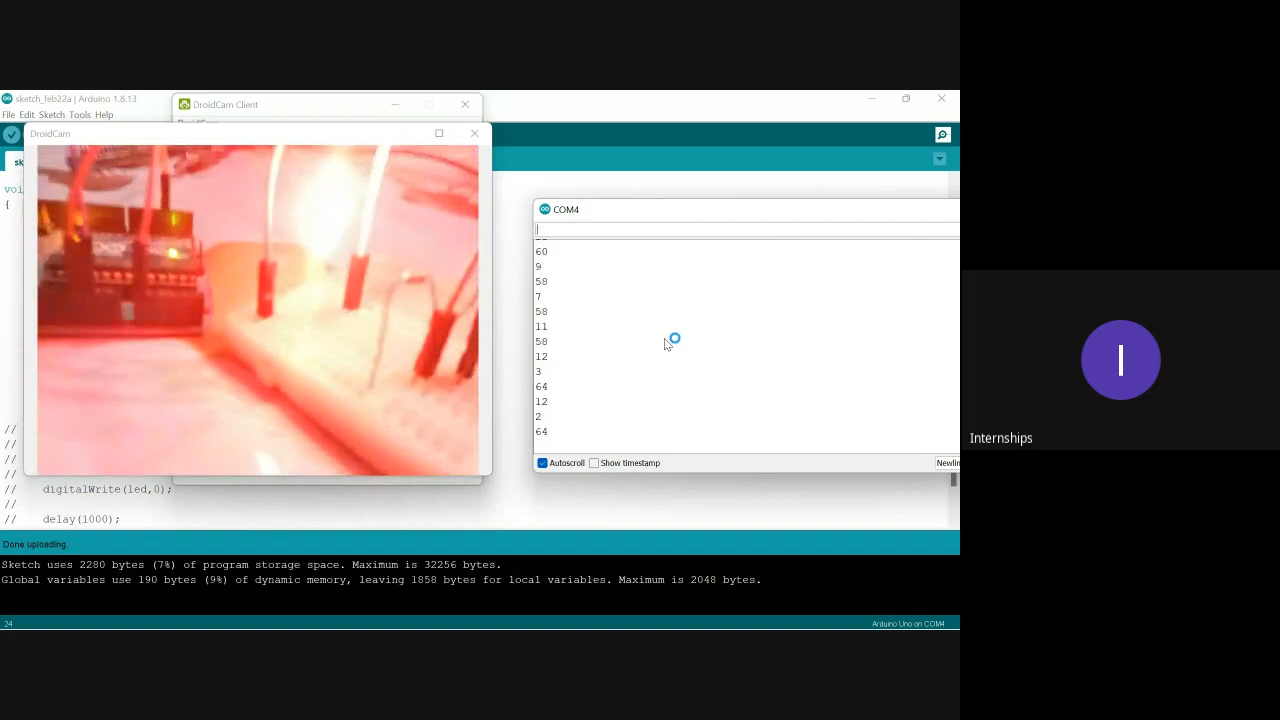 sketch_feb22a | Arduino 1.8.13
File Edit Sketch Tools Help
DroidCam Client
DroidCam
sk
voi
{
COM4
60
9
58
7
58
11
58
12
3
64
12
2
64
Autoscroll Show timestamp Newlin
//
//
//
//
// digitalWrite(led,0);
//
// delay(1000);
Done uploading.
Sketch uses 2280 bytes (7%) of program storage space. Maximum is 32256 bytes.
Global variables use 190 bytes (9%) of dynamic memory, leaving 1858 bytes for local variables. Maximum is 2048 bytes.
24 Arduino Uno on COM4
I
Internships